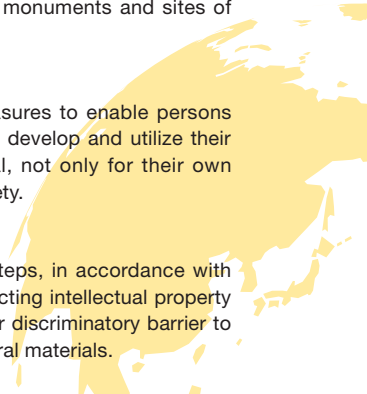 monuments and sites of
sures to enable persons
develop and utilize their
l, not only for their own
ety.
teps, in accordance with
cting intellectual property
r discriminatory barrier to
ral materials.